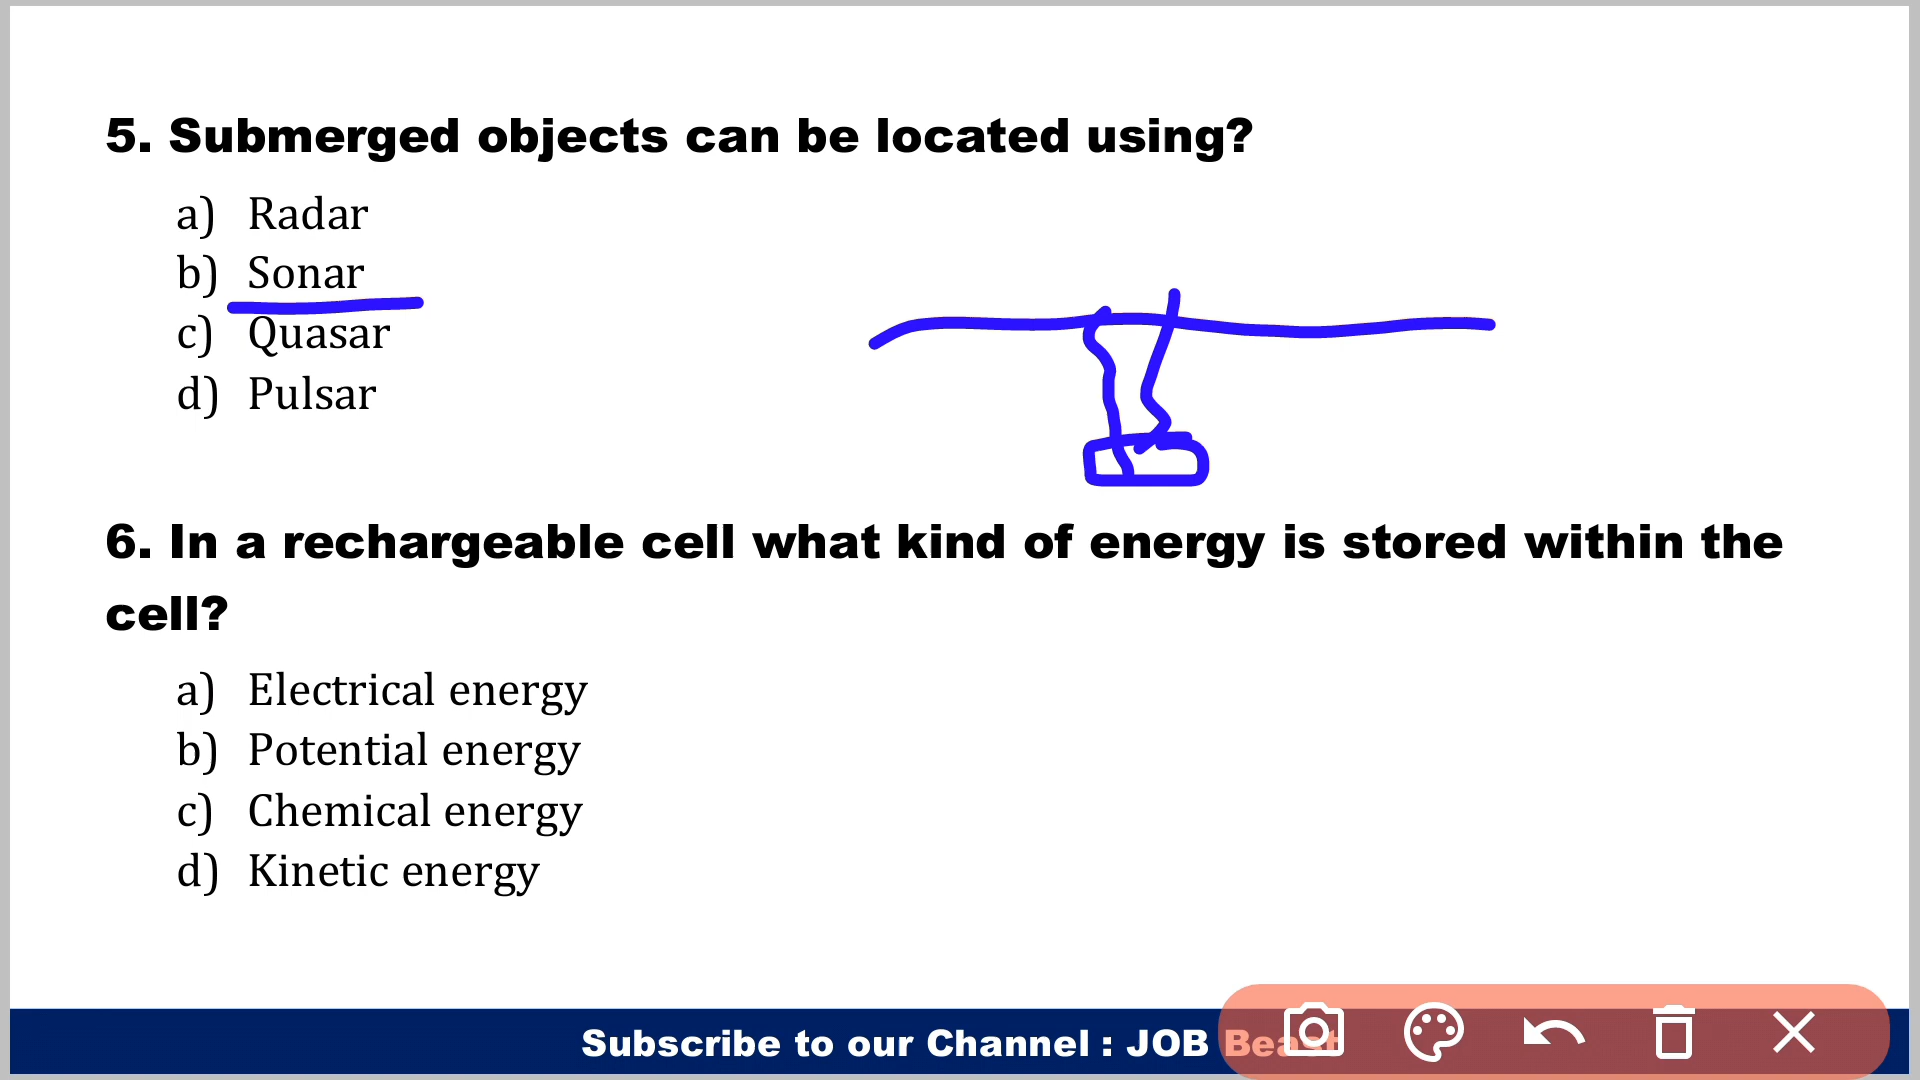 5. Submerged objects can be located using?
a) Radar
b) Sonar
c) Quasar
d) Pulsar
6. In a rechargeable cell what kind of energy is stored within the
cell?
a) Electrical energy
b) Potential energy
c) Chemical energy
d) Kinetic energy
Subscribe to our Channel : JOB Beast